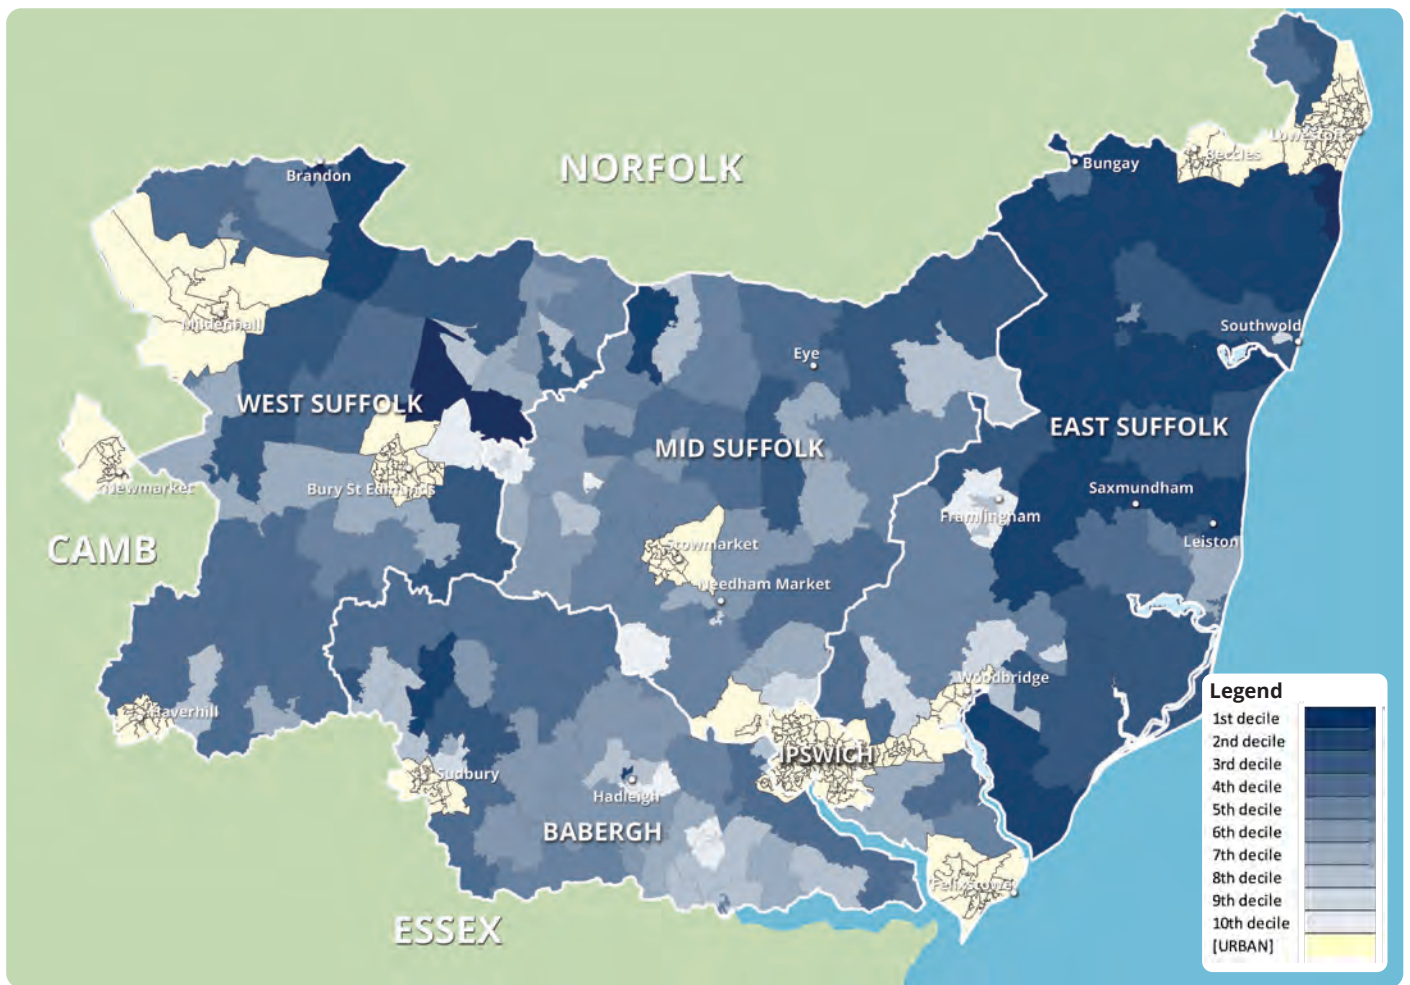 NORFOLK
Brandon
Bungay
Lowestoft
Beccles
Mildenhall
Southwold
Eye
WEST SUFFOLK
EAST SUFFOLK
MID SUFFOLK
Newmarket
Bury St Edmunds
Saxmundham
Framlingham
CAMB
Stowmarket
Leiston
Needham Market
Woodbridge
Haverhill
IPSWICH
Sudbury
Hadleigh
BABERGH
Felixstowe
ESSEX
Legend
1st decile
2nd decile
3rd decile
4th decile
5th decile
6th decile
7th decile
8th decile
9th decile
10th decile
[URBAN]